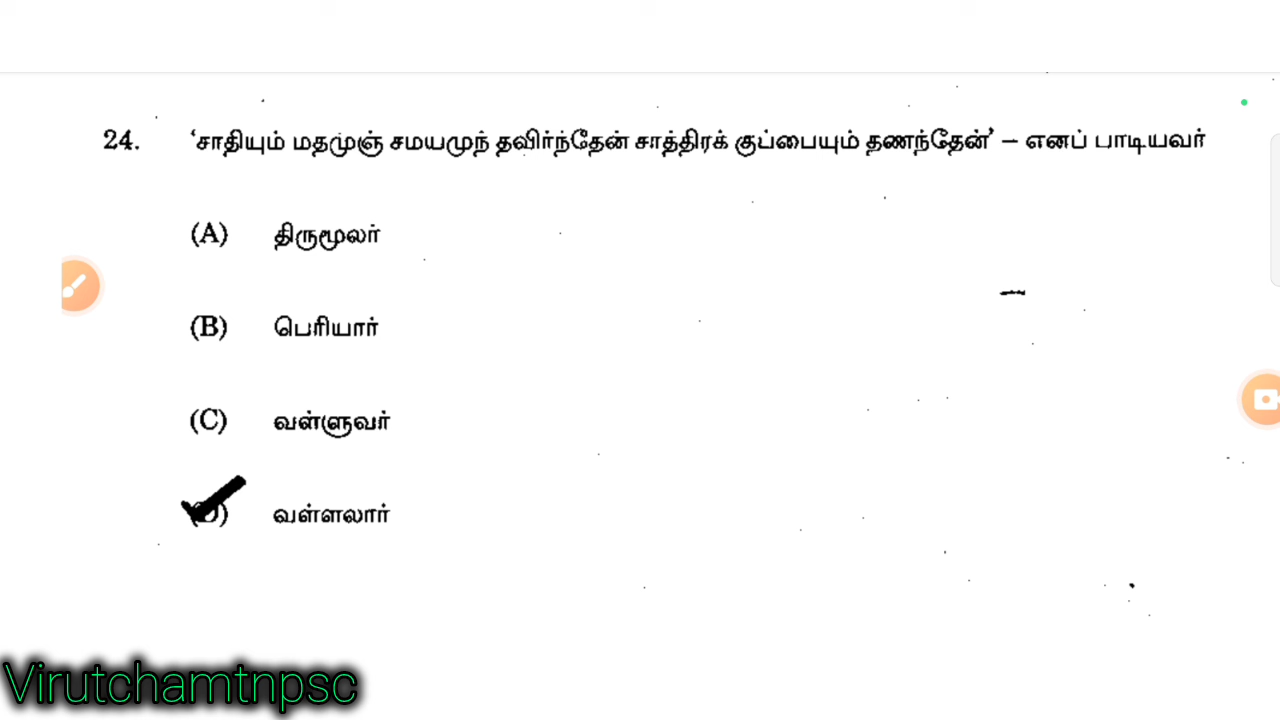 24. ‘சாதியும் மதமுஞ் சமயமுந் தவிர்ந்தேன் சாத்திரக் குப்பையும் தணந்தேன்’ – எனப் பாடியவர்
(A) திருமூலர்
(B) பெரியார்
(C) வள்ளுவர்
(D) வள்ளலார்
Virutchamtnpsc